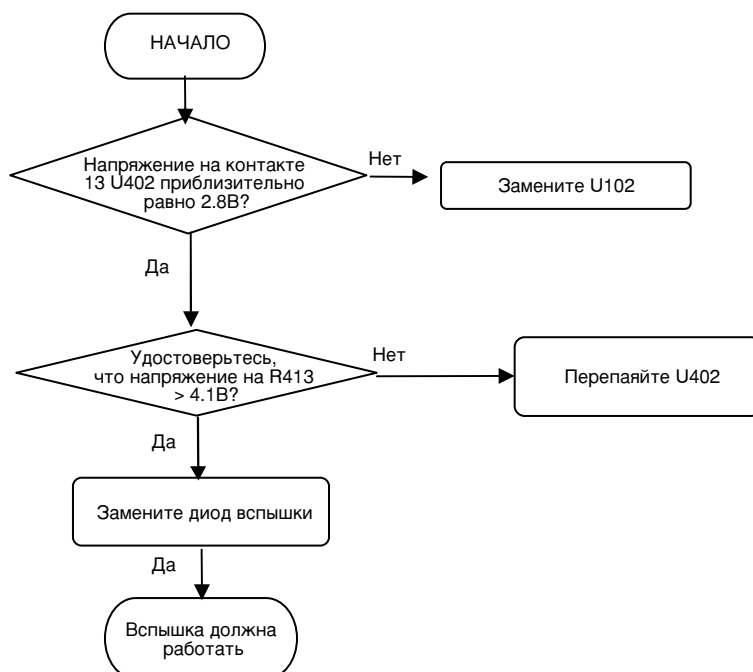 НАЧАЛО
Напряжение на контакте
13 U402 приблизительно
равно 2.8В?
Нет
Замените U102
Да
Удостоверьтесь,
что напряжение на R413
> 4.1В?
Нет
Перепаяйте U402
Да
Замените диод вспышки
Да
Вспышка должна
работать